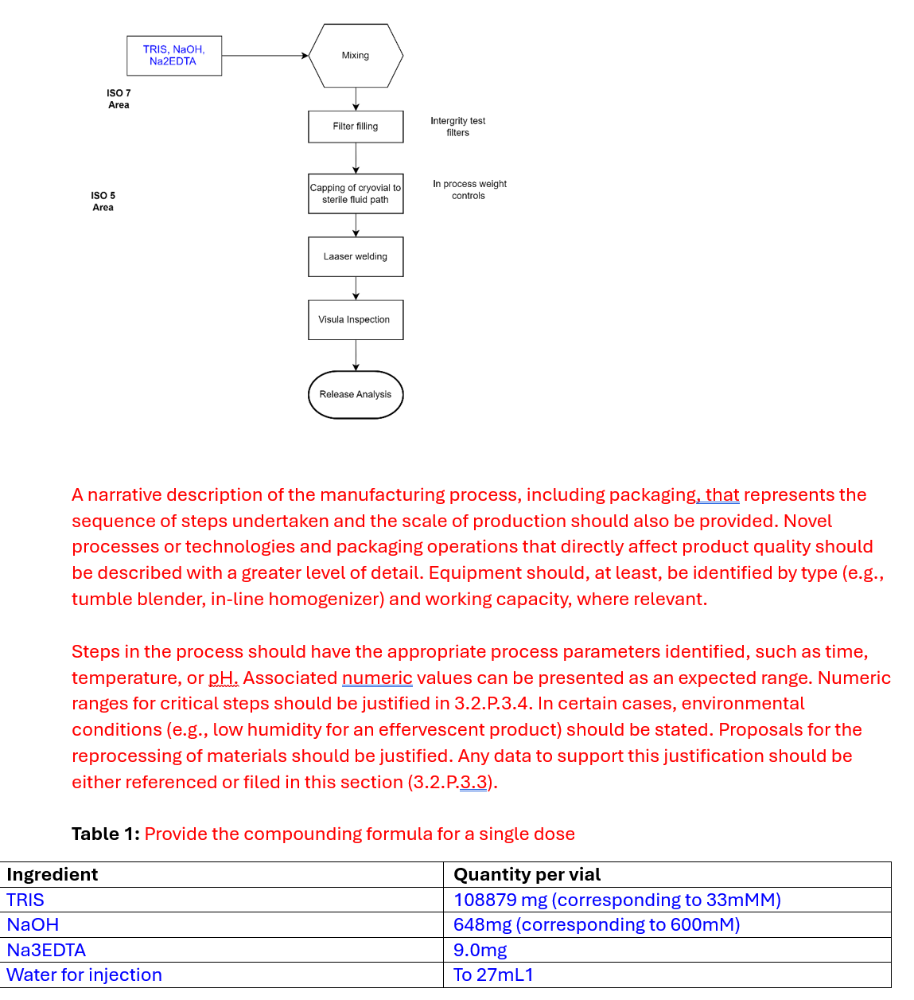 TRIS, NaOH,
Na2EDTA
Mixing
ISO 7
Area
Filter filling
Intergrity test
filters
Capping of cryovial to
sterile fluid path
In process weight
controls
ISO 5
Area
Laaser welding
Visula Inspection
Release Analysis
A narrative description of the manufacturing process, including packaging, that represents the
sequence of steps undertaken and the scale of production should also be provided. Novel
processes or technologies and packaging operations that directly affect product quality should
be described with a greater level of detail. Equipment should, at least, be identified by type (e.g.,
tumble blender, in-line homogenizer) and working capacity, where relevant.
Steps in the process should have the appropriate process parameters identified, such as time,
temperature, or pH. Associated numeric values can be presented as an expected range. Numeric
ranges for critical steps should be justified in 3.2.P.3.4. In certain cases, environmental
conditions (e.g., low humidity for an effervescent product) should be stated. Proposals for the
reprocessing of materials should be justified. Any data to support this justification should be
either referenced or filed in this section (3.2.P.3.3).
Table 1: Provide the compounding formula for a single dose
Ingredient Quantity per vial
TRIS 108879 mg (corresponding to 33mMM)
NaOH 648mg (corresponding to 600mM)
Na3EDTA 9.0mg
Water for injection To 27mL1